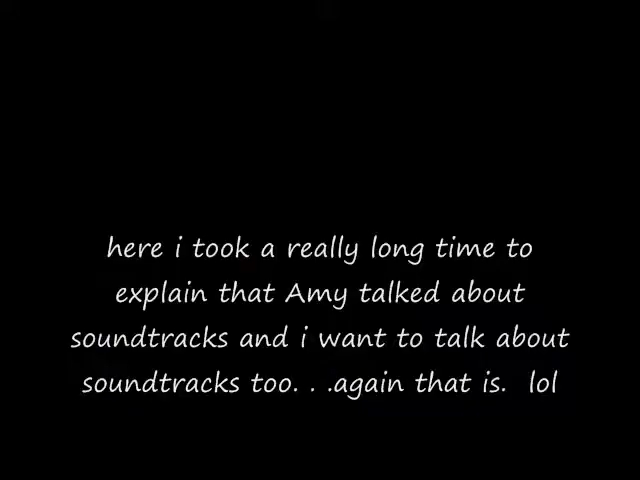 here i took a really long time to
explain that Amy talked about
soundtracks and i want to talk about
soundtracks too. . .again that is.  lol